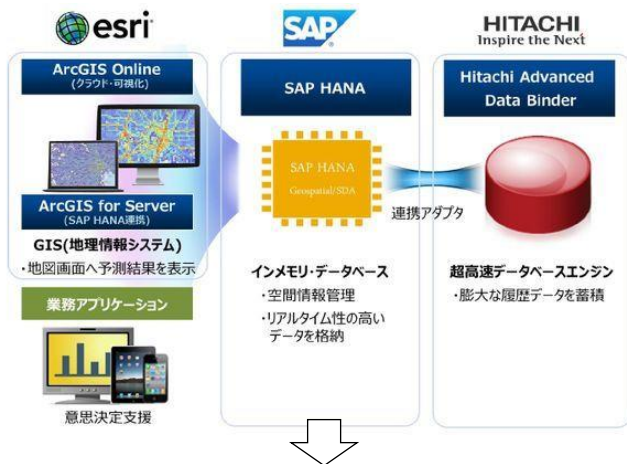 esri
ArcGIS Online
(クラウド・可視化)
ArcGIS for Server
(SAP HANA連携)
GIS(地理情報システム)
・地図画面へ予測結果を表示
業務アプリケーション
意思決定支援
SAP
SAP HANA
SAP HANA
Geospatial/SDA
連携アダプタ
インメモリ・データベース
・空間情報管理
・リアルタイム性の高い
データを格納
HITACHI
Inspire the Next
Hitachi Advanced
Data Binder
超高速データベースエンジン
・膨大な履歴データを蓄積